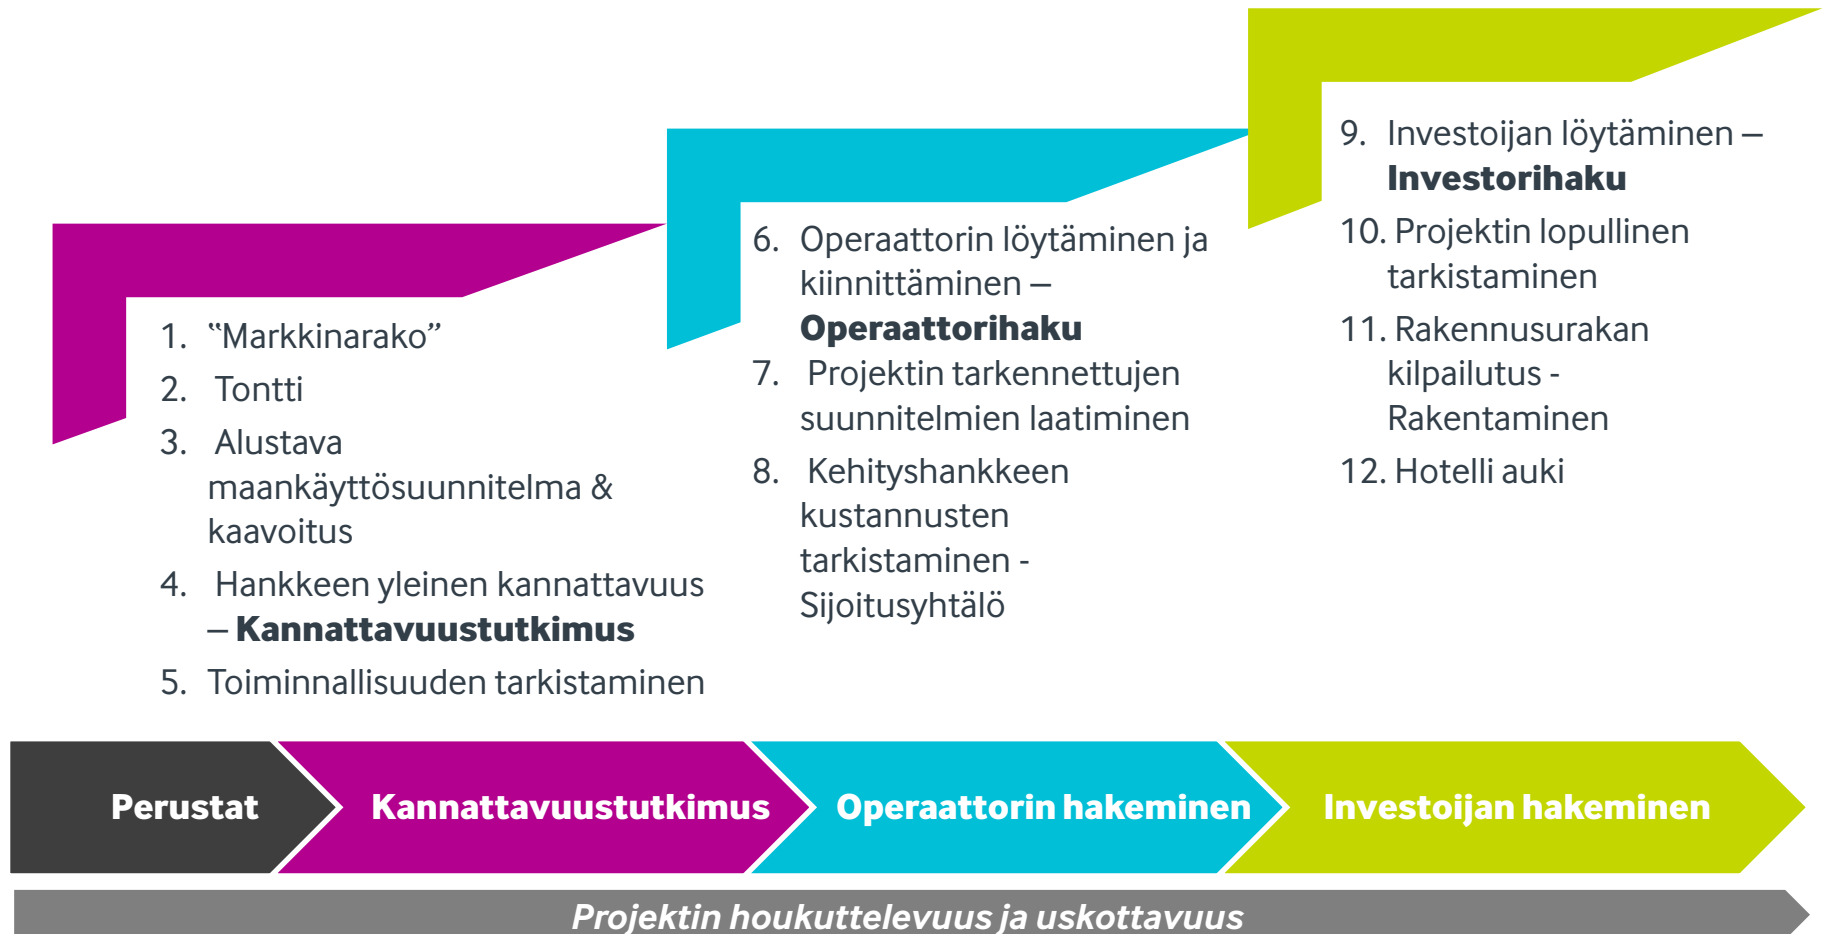 1. “Markkinarako”
2. Tontti
3. Alustava
maankäyttösuunnitelma &
kaavoitus
4. Hankkeen yleinen kannattavuus
– Kannattavuustutkimus
5. Toiminnallisuuden tarkistaminen
6. Operaattorin löytäminen ja
kiinnittäminen –
Operaattorihaku
7. Projektin tarkennettujen
suunnitelmien laatiminen
8. Kehityshankkeen
kustannusten
tarkistaminen -
Sijoitusyhtälö
9. Investoijan löytäminen –
Investorihaku
10. Projektin lopullinen
tarkistaminen
11. Rakennusurakan
kilpailutus -
Rakentaminen
12. Hotelli auki
Perustat
Kannattavuustutkimus
Operaattorin hakeminen
Investoijan hakeminen
Projektin houkuttelevuus ja uskottavuus